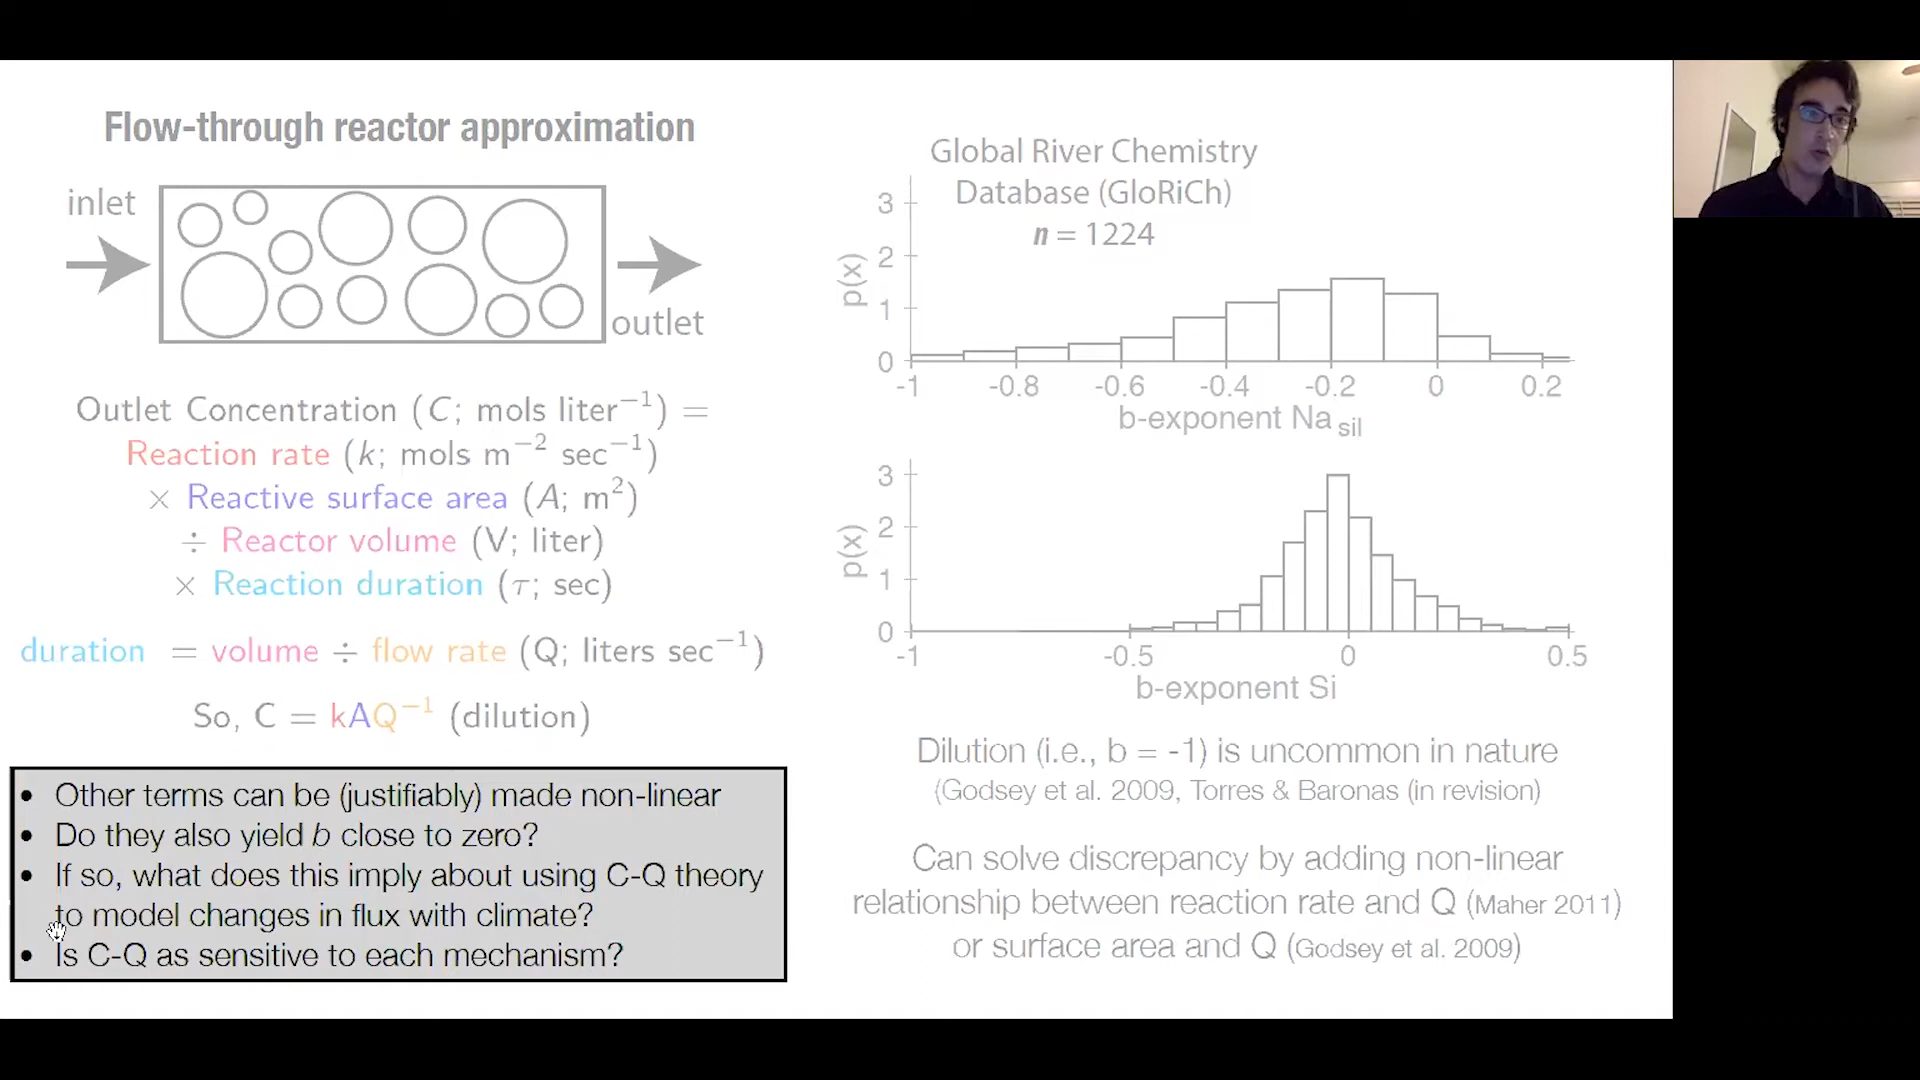 Flow-through reactor approximation
inlet
outlet
Outlet Concentration (C; mols liter⁻¹) =
Reaction rate (k; mols m⁻² sec⁻¹)
× Reactive surface area (A; m²)
÷ Reactor volume (V; liter)
× Reaction duration (τ; sec)
duration = volume ÷ flow rate (Q; liters sec⁻¹)
So, C = kAQ⁻¹ (dilution)
• Other terms can be (justifiably) made non-linear
• Do they also yield b close to zero?
• If so, what does this imply about using C-Q theory
to model changes in flux with climate?
• Is C-Q as sensitive to each mechanism?
Global River Chemistry
Database (GloRiCh)
n = 1224
p(x)
3
2
1
0
-1 -0.8 -0.6 -0.4 -0.2 0 0.2
b-exponent Na sil
p(x)
3
2
1
0
-1 -0.5 0 0.5
b-exponent Si
Dilution (i.e., b = -1) is uncommon in nature
(Godsey et al. 2009, Torres & Baronas (in revision)
Can solve discrepancy by adding non-linear
relationship between reaction rate and Q (Maher 2011)
or surface area and Q (Godsey et al. 2009)